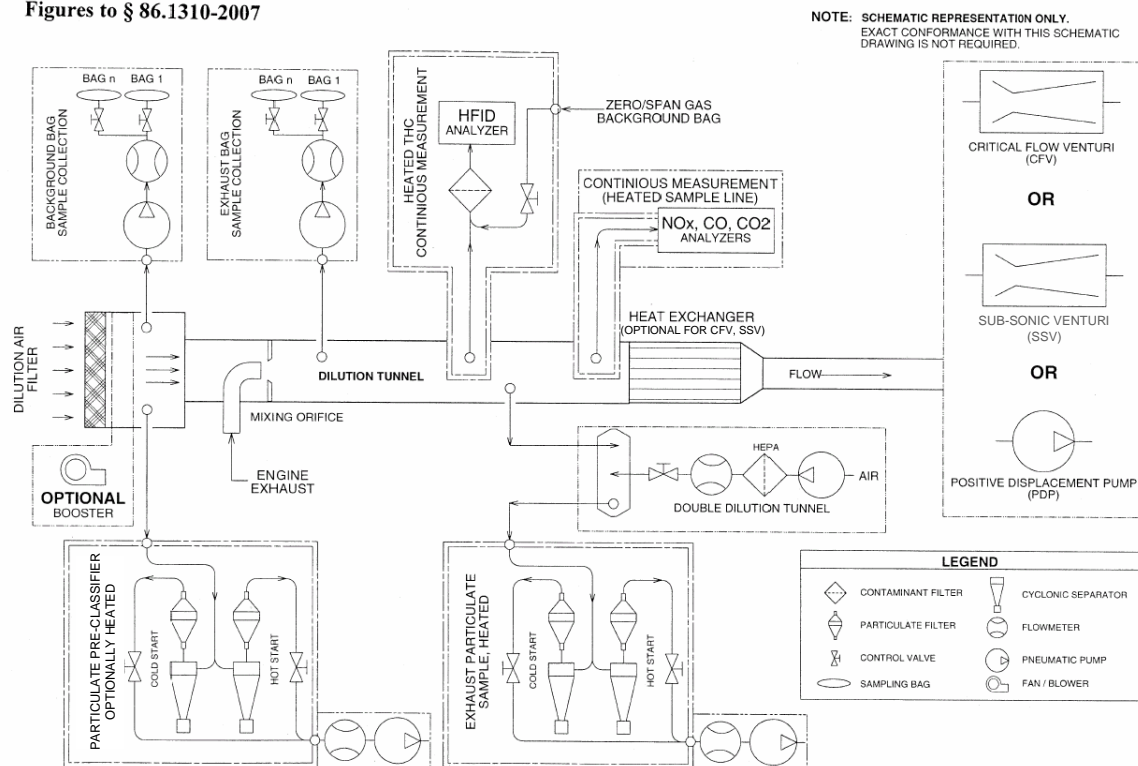 Figures to § 86.1310-2007
NOTE: SCHEMATIC REPRESENTATION ONLY.
EXACT CONFORMANCE WITH THIS SCHEMATIC
DRAWING IS NOT REQUIRED.
BACKGROUND BAG
SAMPLE COLLECTION
BAG n BAG 1
EXHAUST BAG
SAMPLE COLLECTION
BAG n BAG 1
HEATED THC
CONTINIOUS MEASUREMENT
HFID
ANALYZER
ZERO/SPAN GAS
BACKGROUND BAG
CONTINIOUS MEASUREMENT
(HEATED SAMPLE LINE)
NOx, CO, CO2
ANALYZERS
CRITICAL FLOW VENTURI
(CFV)
OR
SUB-SONIC VENTURI
(SSV)
OR
POSITIVE DISPLACEMENT PUMP
(PDP)
DILUTION AIR
FILTER
DILUTION TUNNEL
HEAT EXCHANGER
(OPTIONAL FOR CFV, SSV)
FLOW
MIXING ORIFICE
ENGINE
EXHAUST
OPTIONAL
BOOSTER
HEPA
AIR
DOUBLE DILUTION TUNNEL
PARTICULATE PRE-CLASSIFIER
OPTIONALLY HEATED
COLD START
HOT START
EXHAUST PARTICULATE
SAMPLE, HEATED
COLD START
HOT START
LEGEND
CONTAMINANT FILTER
CYCLONIC SEPARATOR
PARTICULATE FILTER
FLOWMETER
CONTROL VALVE
PNEUMATIC PUMP
SAMPLING BAG
FAN / BLOWER